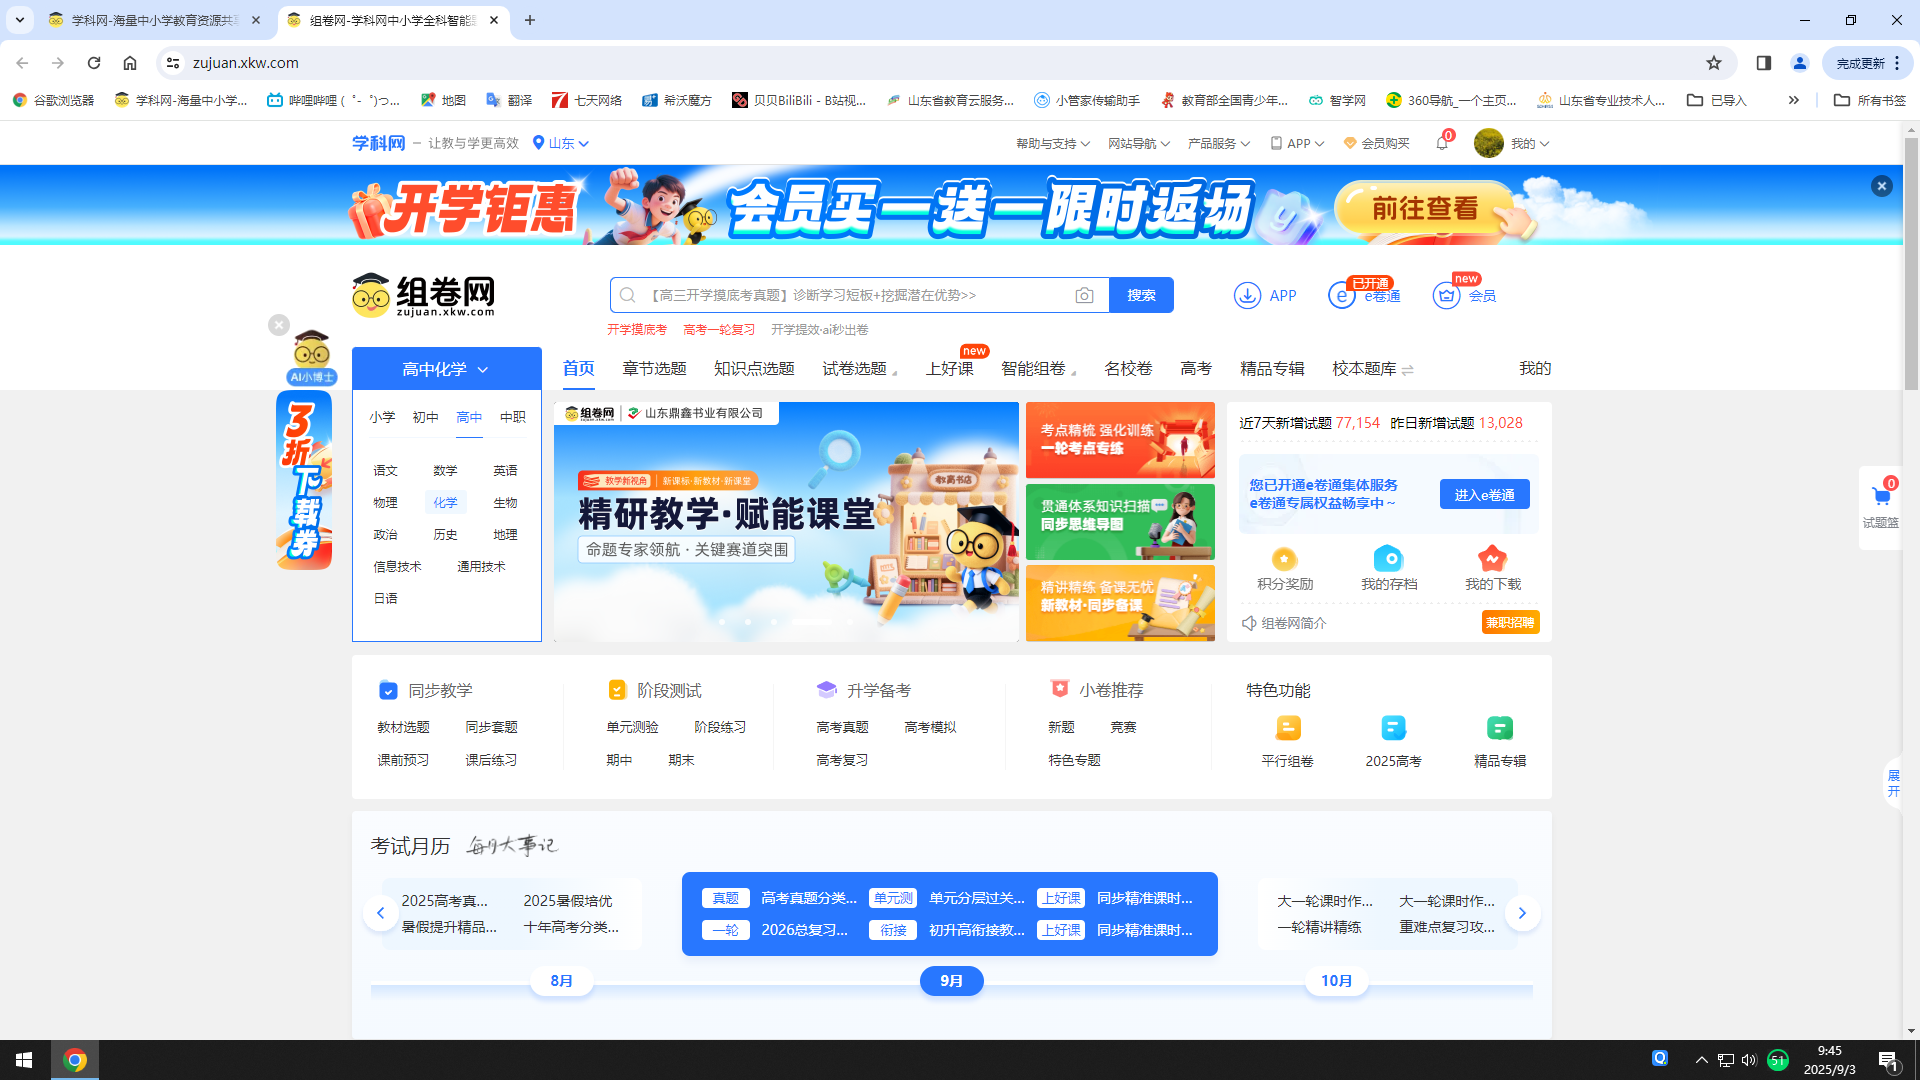 学科网-海量中小学教育资源共享
组卷网-学科网中小学全科智能
zujuan.xkw.com
完成更新
谷歌浏览器
学科网-海量中小学...
哔哩哔哩 ( ゜- ゜)つ...
地图
翻译
七天网络
希沃魔方
贝贝BiliBili - B站视...
山东省教育云服务...
小管家传输助手
教育部全国青少年...
智学网
360导航_一个主页...
山东省专业技术人...
已导入
所有书签
学科网
让教与学更高效
山东
帮助与支持
网站导航
产品服务
APP
会员购买
0
我的
开学钜惠
会员买一送一限时返场
前往查看
组卷网
zujuan.xkw.com
【高三开学摸底考真题】诊断学习短板+挖掘潜在优势>>
搜索
APP
已开通
e卷通
new
会员
开学摸底考
高考一轮复习
开学提效·ai秒出卷
AI小博士
3折下载券
高中化学
首页
章节选题
知识点选题
试卷选题
new
上好课
智能组卷
名校卷
高考
精品专辑
校本题库
我的
小学
初中
高中
中职
语文
数学
英语
物理
化学
生物
政治
历史
地理
信息技术
通用技术
日语
组卷网
山东鼎鑫书业有限公司
教学新视角
新课标·新教材·新课堂
精研教学·赋能课堂
命题专家领航 · 关键赛道突围
教高书店
考点精梳 强化训练
一轮考点专练
贯通体系知识扫描
同步思维导图
精讲精练 备课无忧
新教材·同步备课
近7天新增试题 77,154 昨日新增试题 13,028
您已开通e卷通集体服务
e卷通专属权益畅享中 ~
进入e卷通
积分奖励
我的存档
我的下载
组卷网简介
兼职招聘
0
试题篮
同步教学
教材选题
同步套题
课前预习
课后练习
阶段测试
单元测验
阶段练习
期中
期末
升学备考
高考真题
高考模拟
高考复习
小卷推荐
新题
竞赛
特色专题
特色功能
平行组卷
2025高考
精品专辑
展开
考试月历
每月大事记
2025高考真...
2025暑假培优
暑假提升精品...
十年高考分类...
真题
高考真题分类...
单元测
单元分层过关...
上好课
同步精准课时...
一轮
2026总复习...
衔接
初升高衔接教...
上好课
同步精准课时...
大一轮课时作...
大一轮课时作...
一轮精讲精练
重难点复习攻...
8月
9月
10月
51
9:45
2025/9/3
1